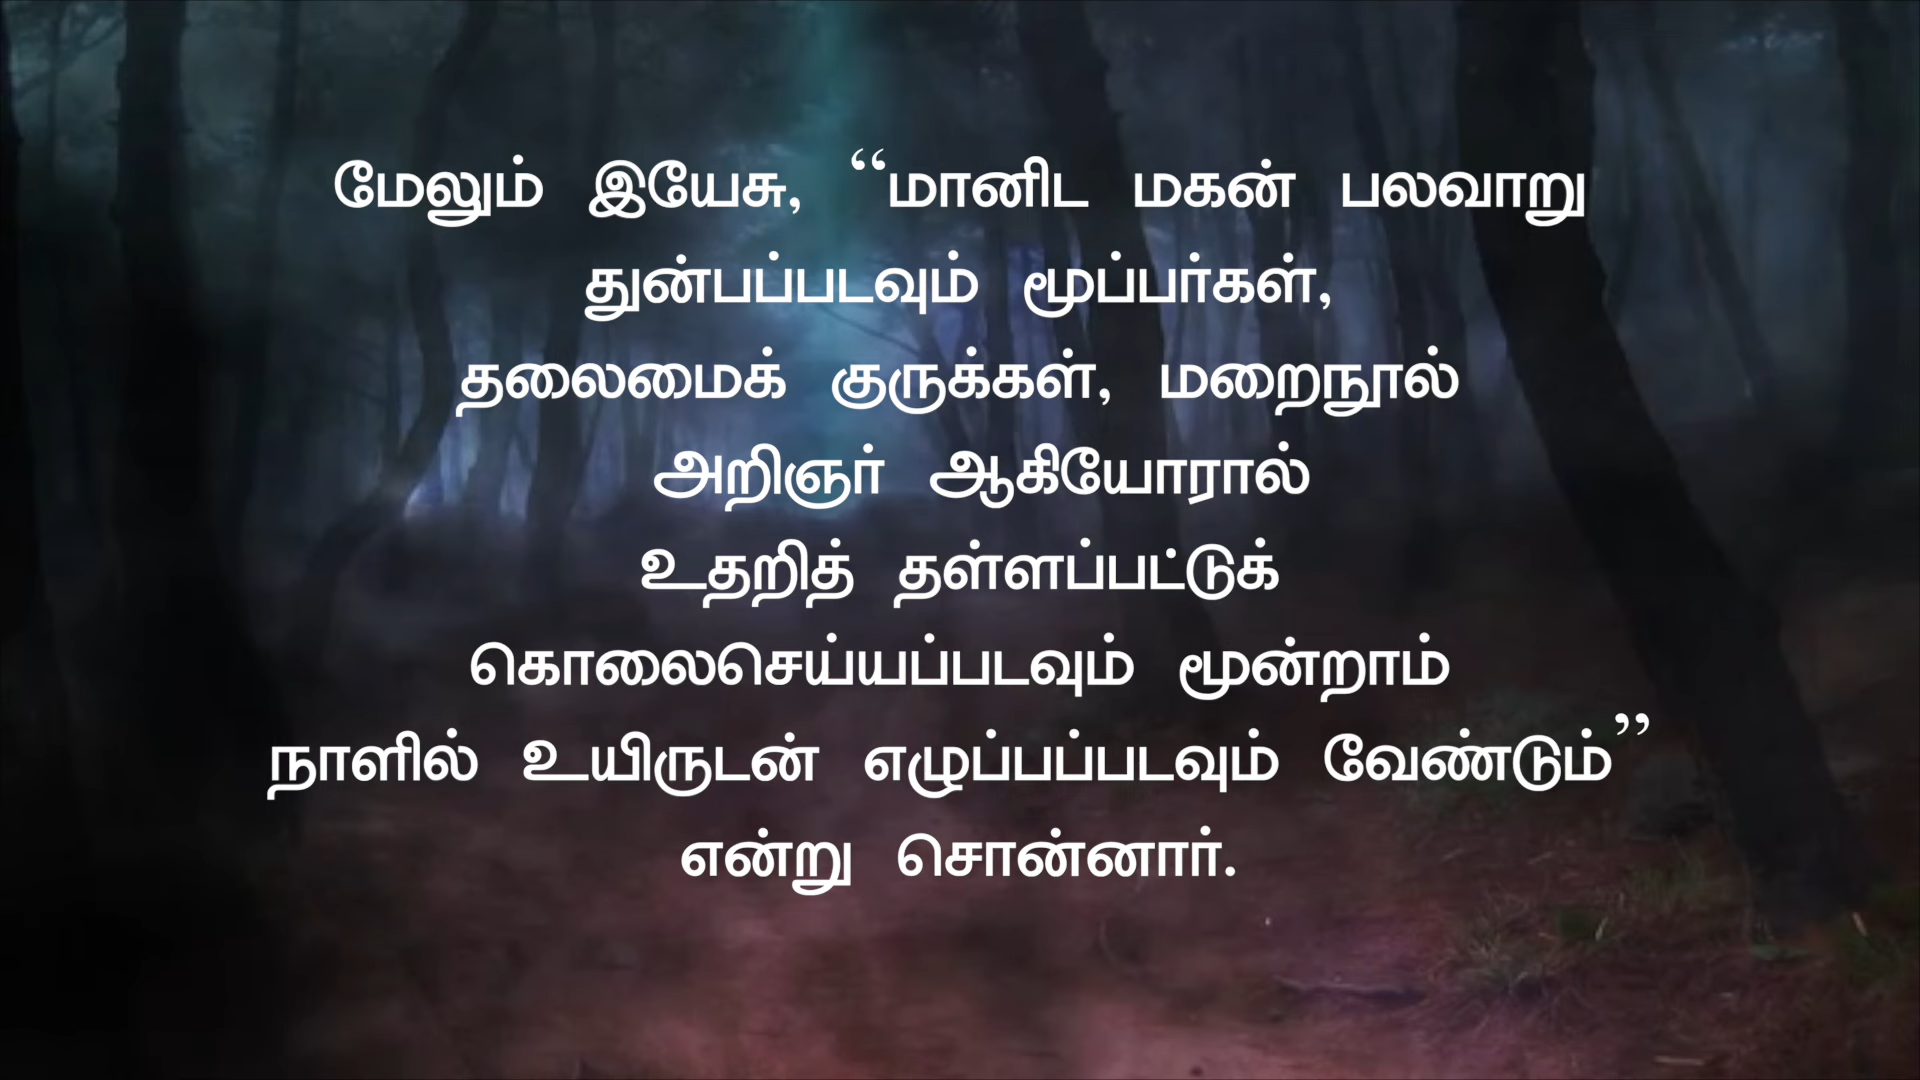 மேலும் இயேசு, “மானிட மகன் பலவாறு
துன்பப்படவும் மூப்பர்கள்,
தலைமைக் குருக்கள், மறைநூல்
அறிஞர் ஆகியோரால்
உதறித் தள்ளப்பட்டுக்
கொலைசெய்யப்படவும் மூன்றாம்
நாளில் உயிருடன் எழுப்பப்படவும் வேண்டும்”
என்று சொன்னார்.